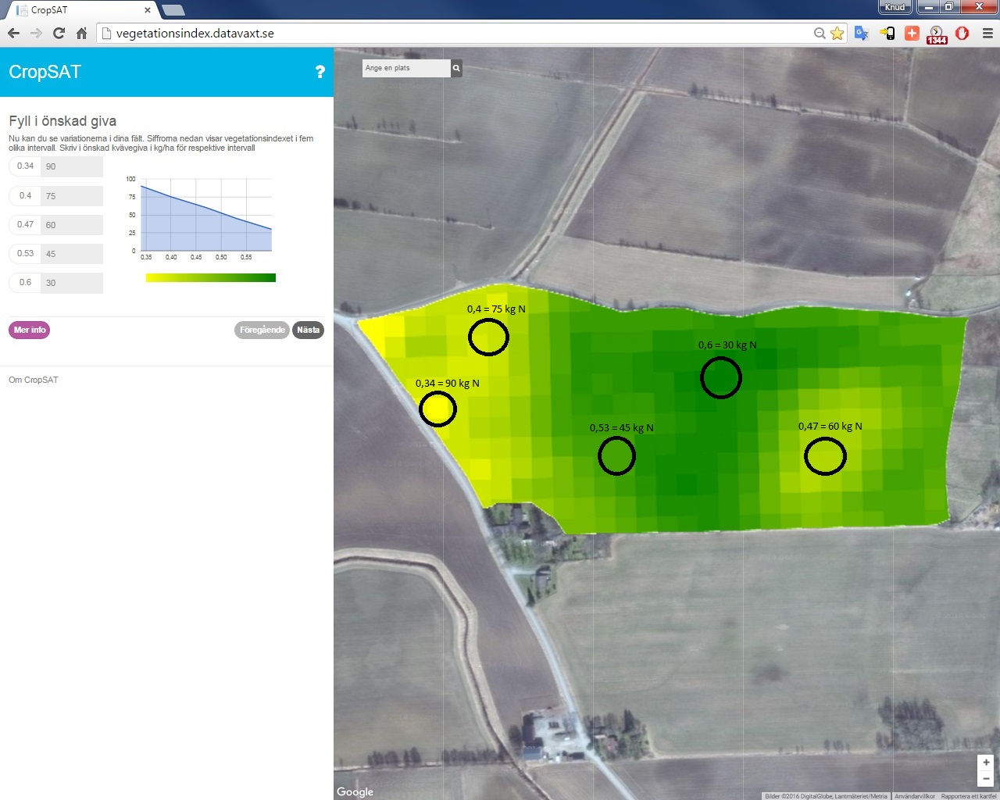 CropSAT
Knud
vegetationsindex.datavaxt.se
1344
CropSAT
?
Ange en plats
Fyll i önskad giva
Nu kan du se variationerna i dina fält. Siffrorna nedan visar vegetationsindexet i fem
olika intervall. Skriv i önskad kvävegiva i kg/ha för respektive intervall
0.34 90
0.4 75
0.47 60
0.53 45
0.6 30
100
75
50
25
0
0,35 0,40 0,45 0,50 0,55
Mer info
Föregående
Nästa
Om CropSAT
0,4 = 75 kg N
0,6 = 30 kg N
0,34 = 90 kg N
0,53 = 45 kg N
0,47 = 60 kg N
+
−
Google
Bilder ©2016 DigitalGlobe, Lantmäteriet/Metria
Användarvillkor
Rapportera ett kartfel